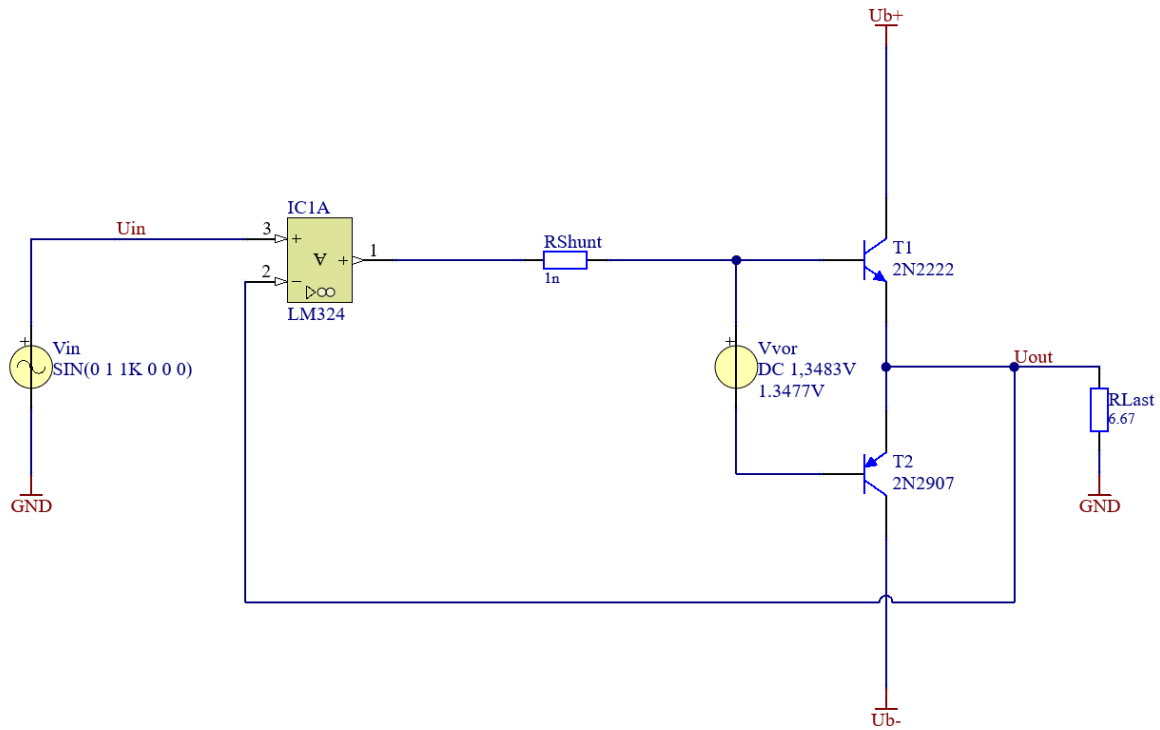 Ub+
IC1A
Uin
3
+
A
+
1
RShunt
1n
T1
2N2222
2
−
▷∞
LM324
+
Vin
SIN(0 1 1K 0 0 0)
+
Vvor
DC 1,3483V
1.3477V
Uout
RLast
6.67
T2
2N2907
GND
GND
Ub-